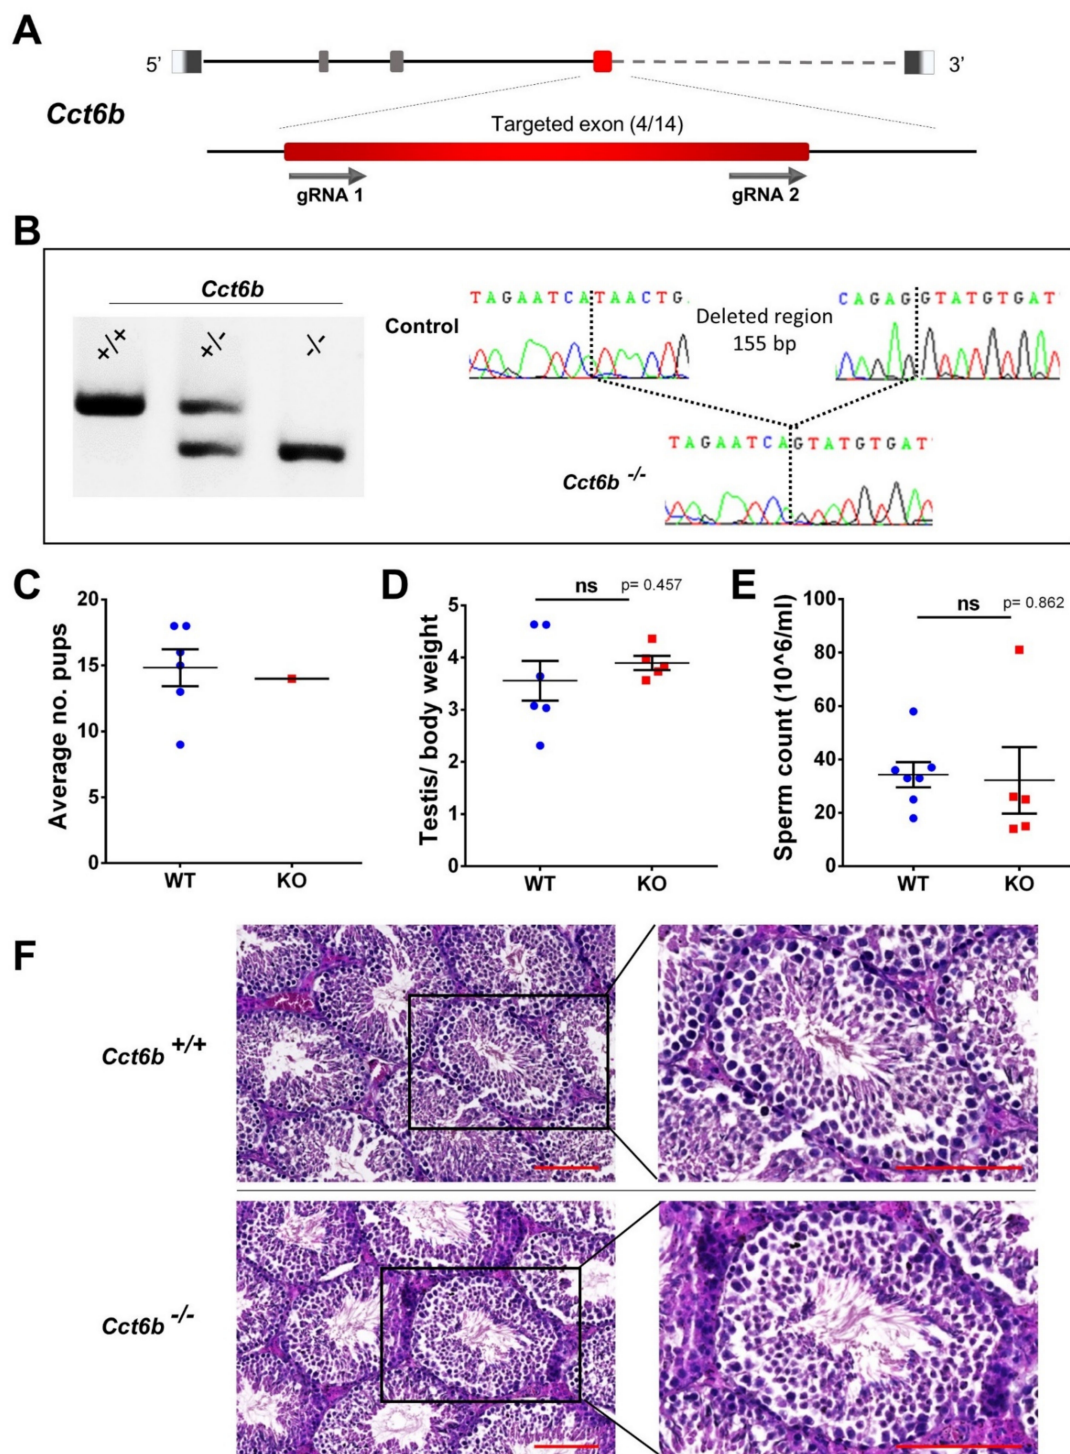 A
5'
3'
Cct6b
Targeted exon (4/14)
gRNA 1
gRNA 2
B
Cct6b
+/+
+/-
-/-
Control
TAGAATCATAACTG
Deleted region
155 bp
CAGAGGTATGTGAT
TAGAATCAGTATGTGAT
Cct6b -/-
C
Average no. pups
20
15
10
5
0
WT
KO
D
ns
p= 0.457
Testis/ body weight
5
4
3
2
1
0
WT
KO
E
ns
p= 0.862
Sperm count (10^6/ml)
100
80
60
40
20
0
WT
KO
F
Cct6b +/+
Cct6b -/-